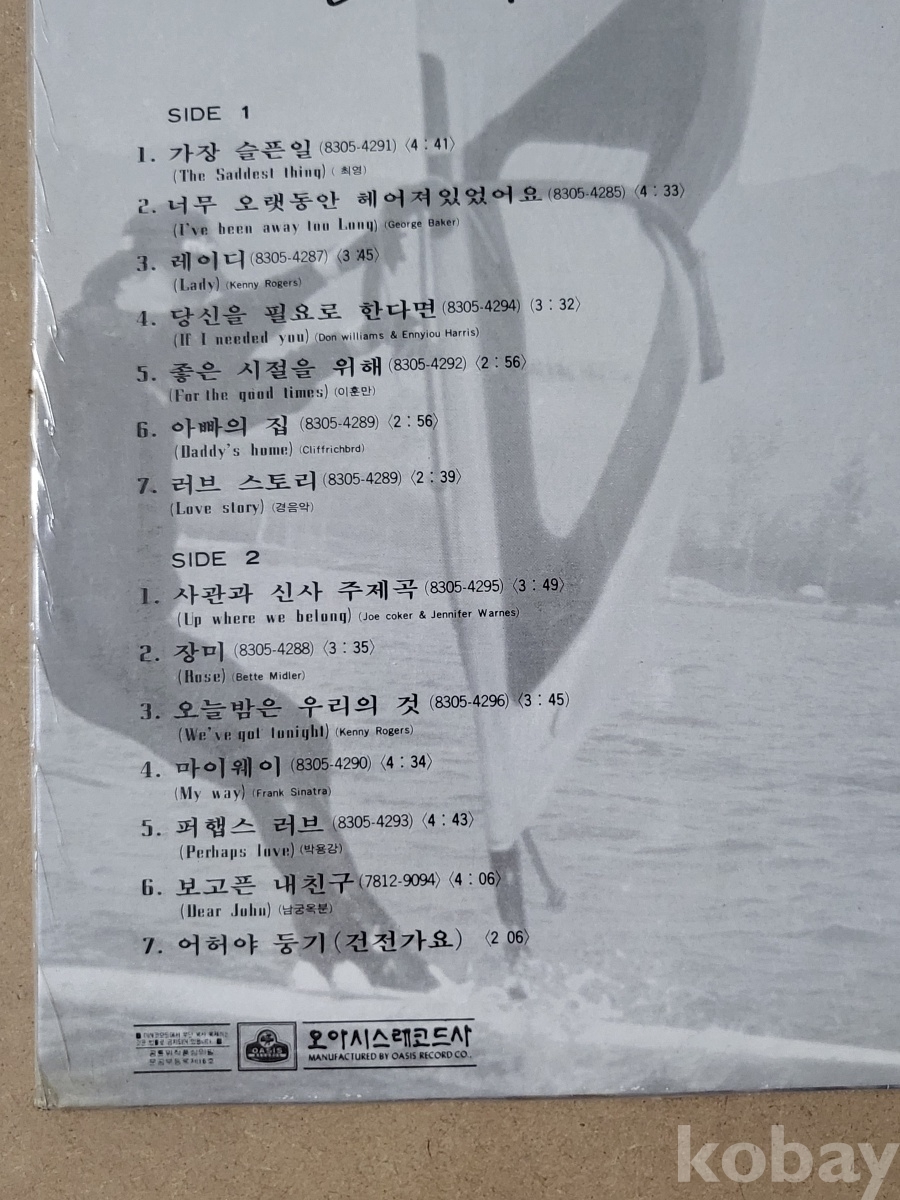 SIDE 1
1. 가장 슬픈일 (8305-4291) 〈4 : 41〉
(The Saddest thing) (최영)
2. 너무 오랫동안 헤어져있었어요 (8305-4285) 〈4 : 33〉
(I've been away too Long) (George Baker)
3. 레이디 (8305-4287) 〈3 :45〉
(Lady) (Kenny Rogers)
4. 당신을 필요로 한다면 (8305-4294) 〈3 : 32〉
(If I needed you) (Don williams & Ennyiou Harris)
5. 좋은 시절을 위해 (8305-4292) 〈2 : 56〉
(For the good times) (이훈만)
6. 아빠의 집 (8305-4289) 〈2 : 56〉
(Daddy's home) (Cliffrichbrd)
7. 러브 스토리 (8305-4289) 〈2 : 39〉
(Love story) (경음악)
SIDE 2
1. 사관과 신사 주제곡 (8305-4295) 〈3 : 49〉
(Up where we belong) (Joe coker & Jennifer Warnes)
2. 장미 (8305-4288) 〈3 : 35〉
(Rose) (Bette Midler)
3. 오늘밤은 우리의 것 (8305-4296) 〈3 : 45〉
(We've got tonight) (Kenny Rogers)
4. 마이웨이 (8305-4290) 〈4 : 34〉
(My way) (Frank Sinatra)
5. 퍼햅스 러브 (8305-4293) 〈4 : 43〉
(Perhaps love) (박용강)
6. 보고픈 내친구 (7812-9094) 〈4 : 06〉
(Dear John) (남궁옥분)
7. 어허야 둥기 (건전가요) 〈2 06〉
OASIS
오아시스레코드사
MANUFACTURED BY OASIS RECORD CO.,
kobay